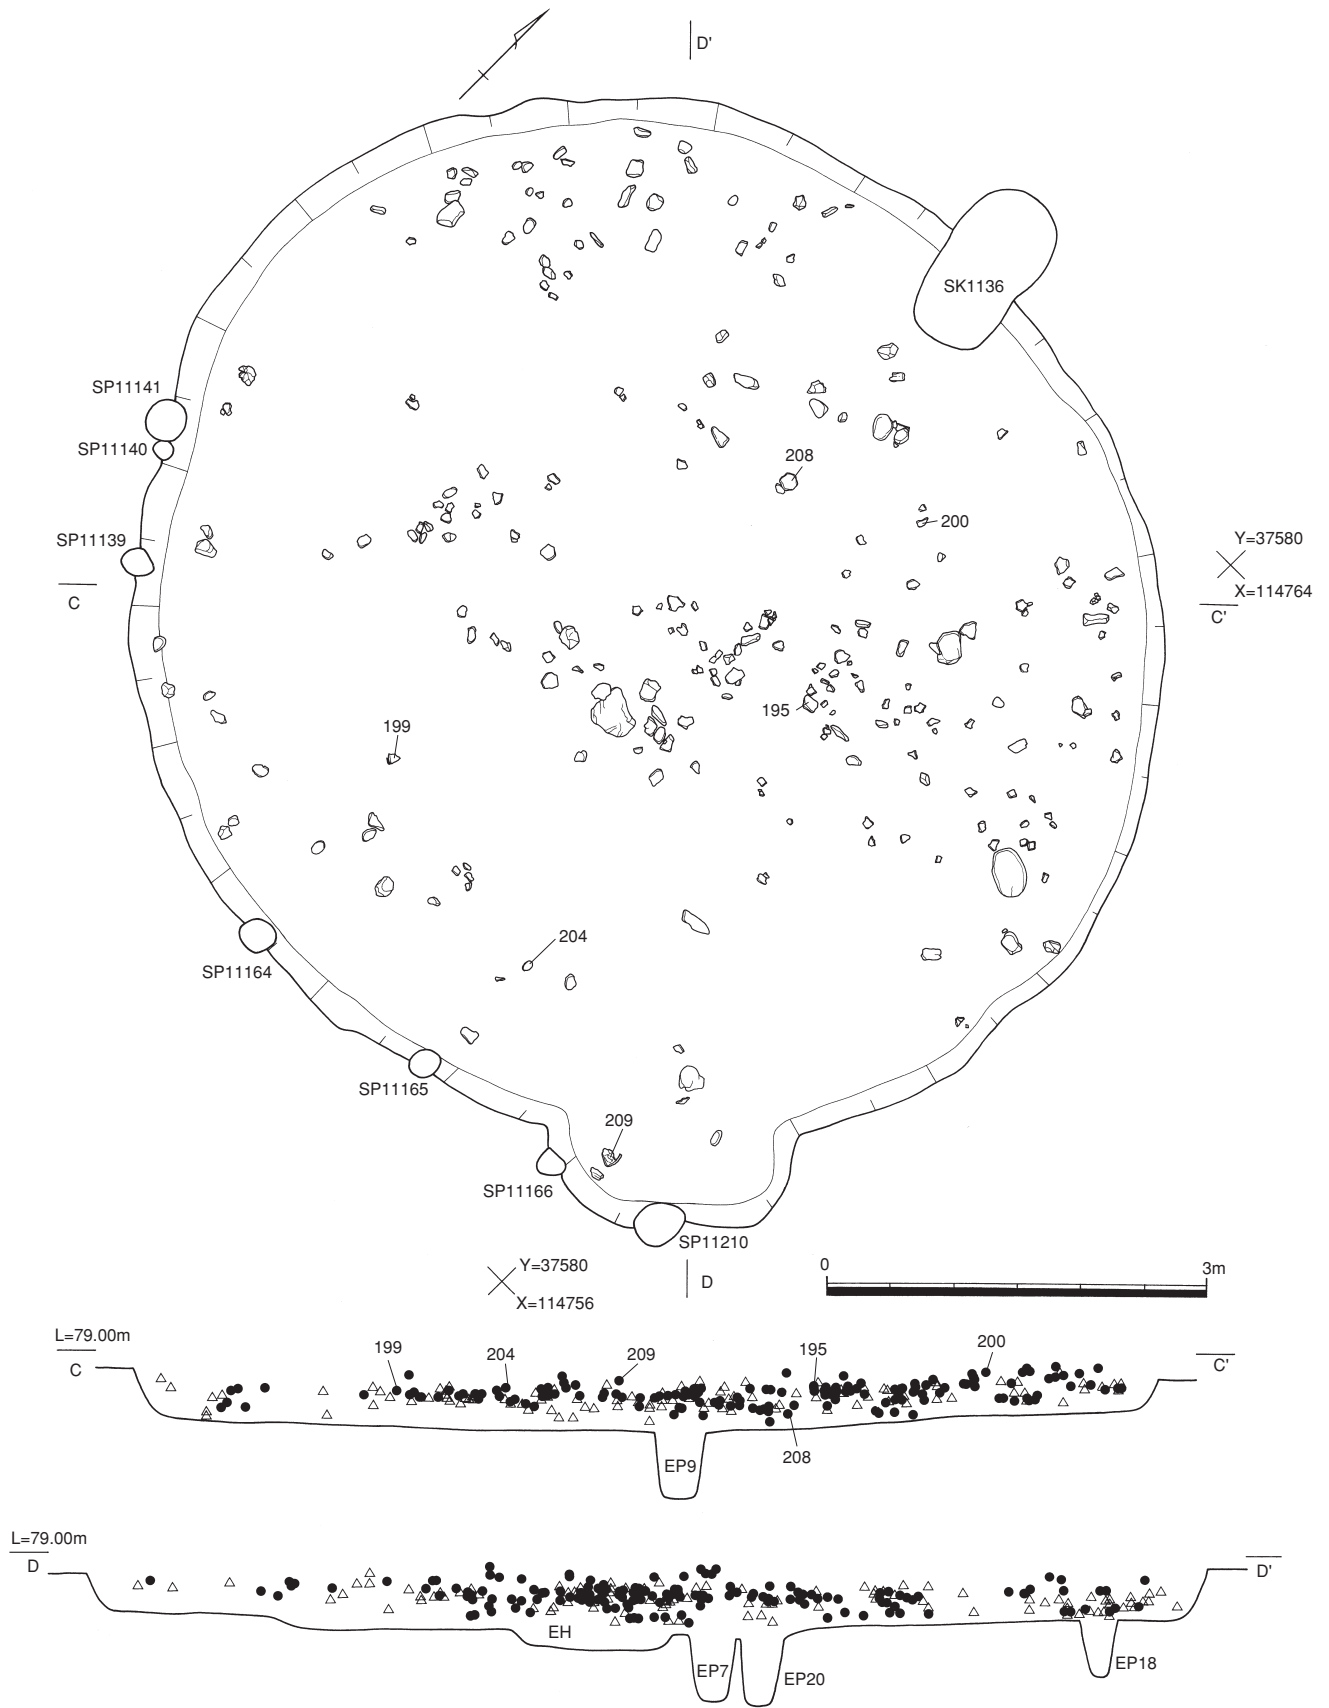 D'
SK1136
SP11141
SP11140
208
200
SP11139
Y=37580
X=114764
C
C'
195
199
204
SP11164
SP11165
209
SP11166
SP11210
Y=37580
X=114756
D
0
3m
L=79.00m
C
199
204
209
195
200
C'
208
EP9
L=79.00m
D
D'
EH
EP7
EP20
EP18